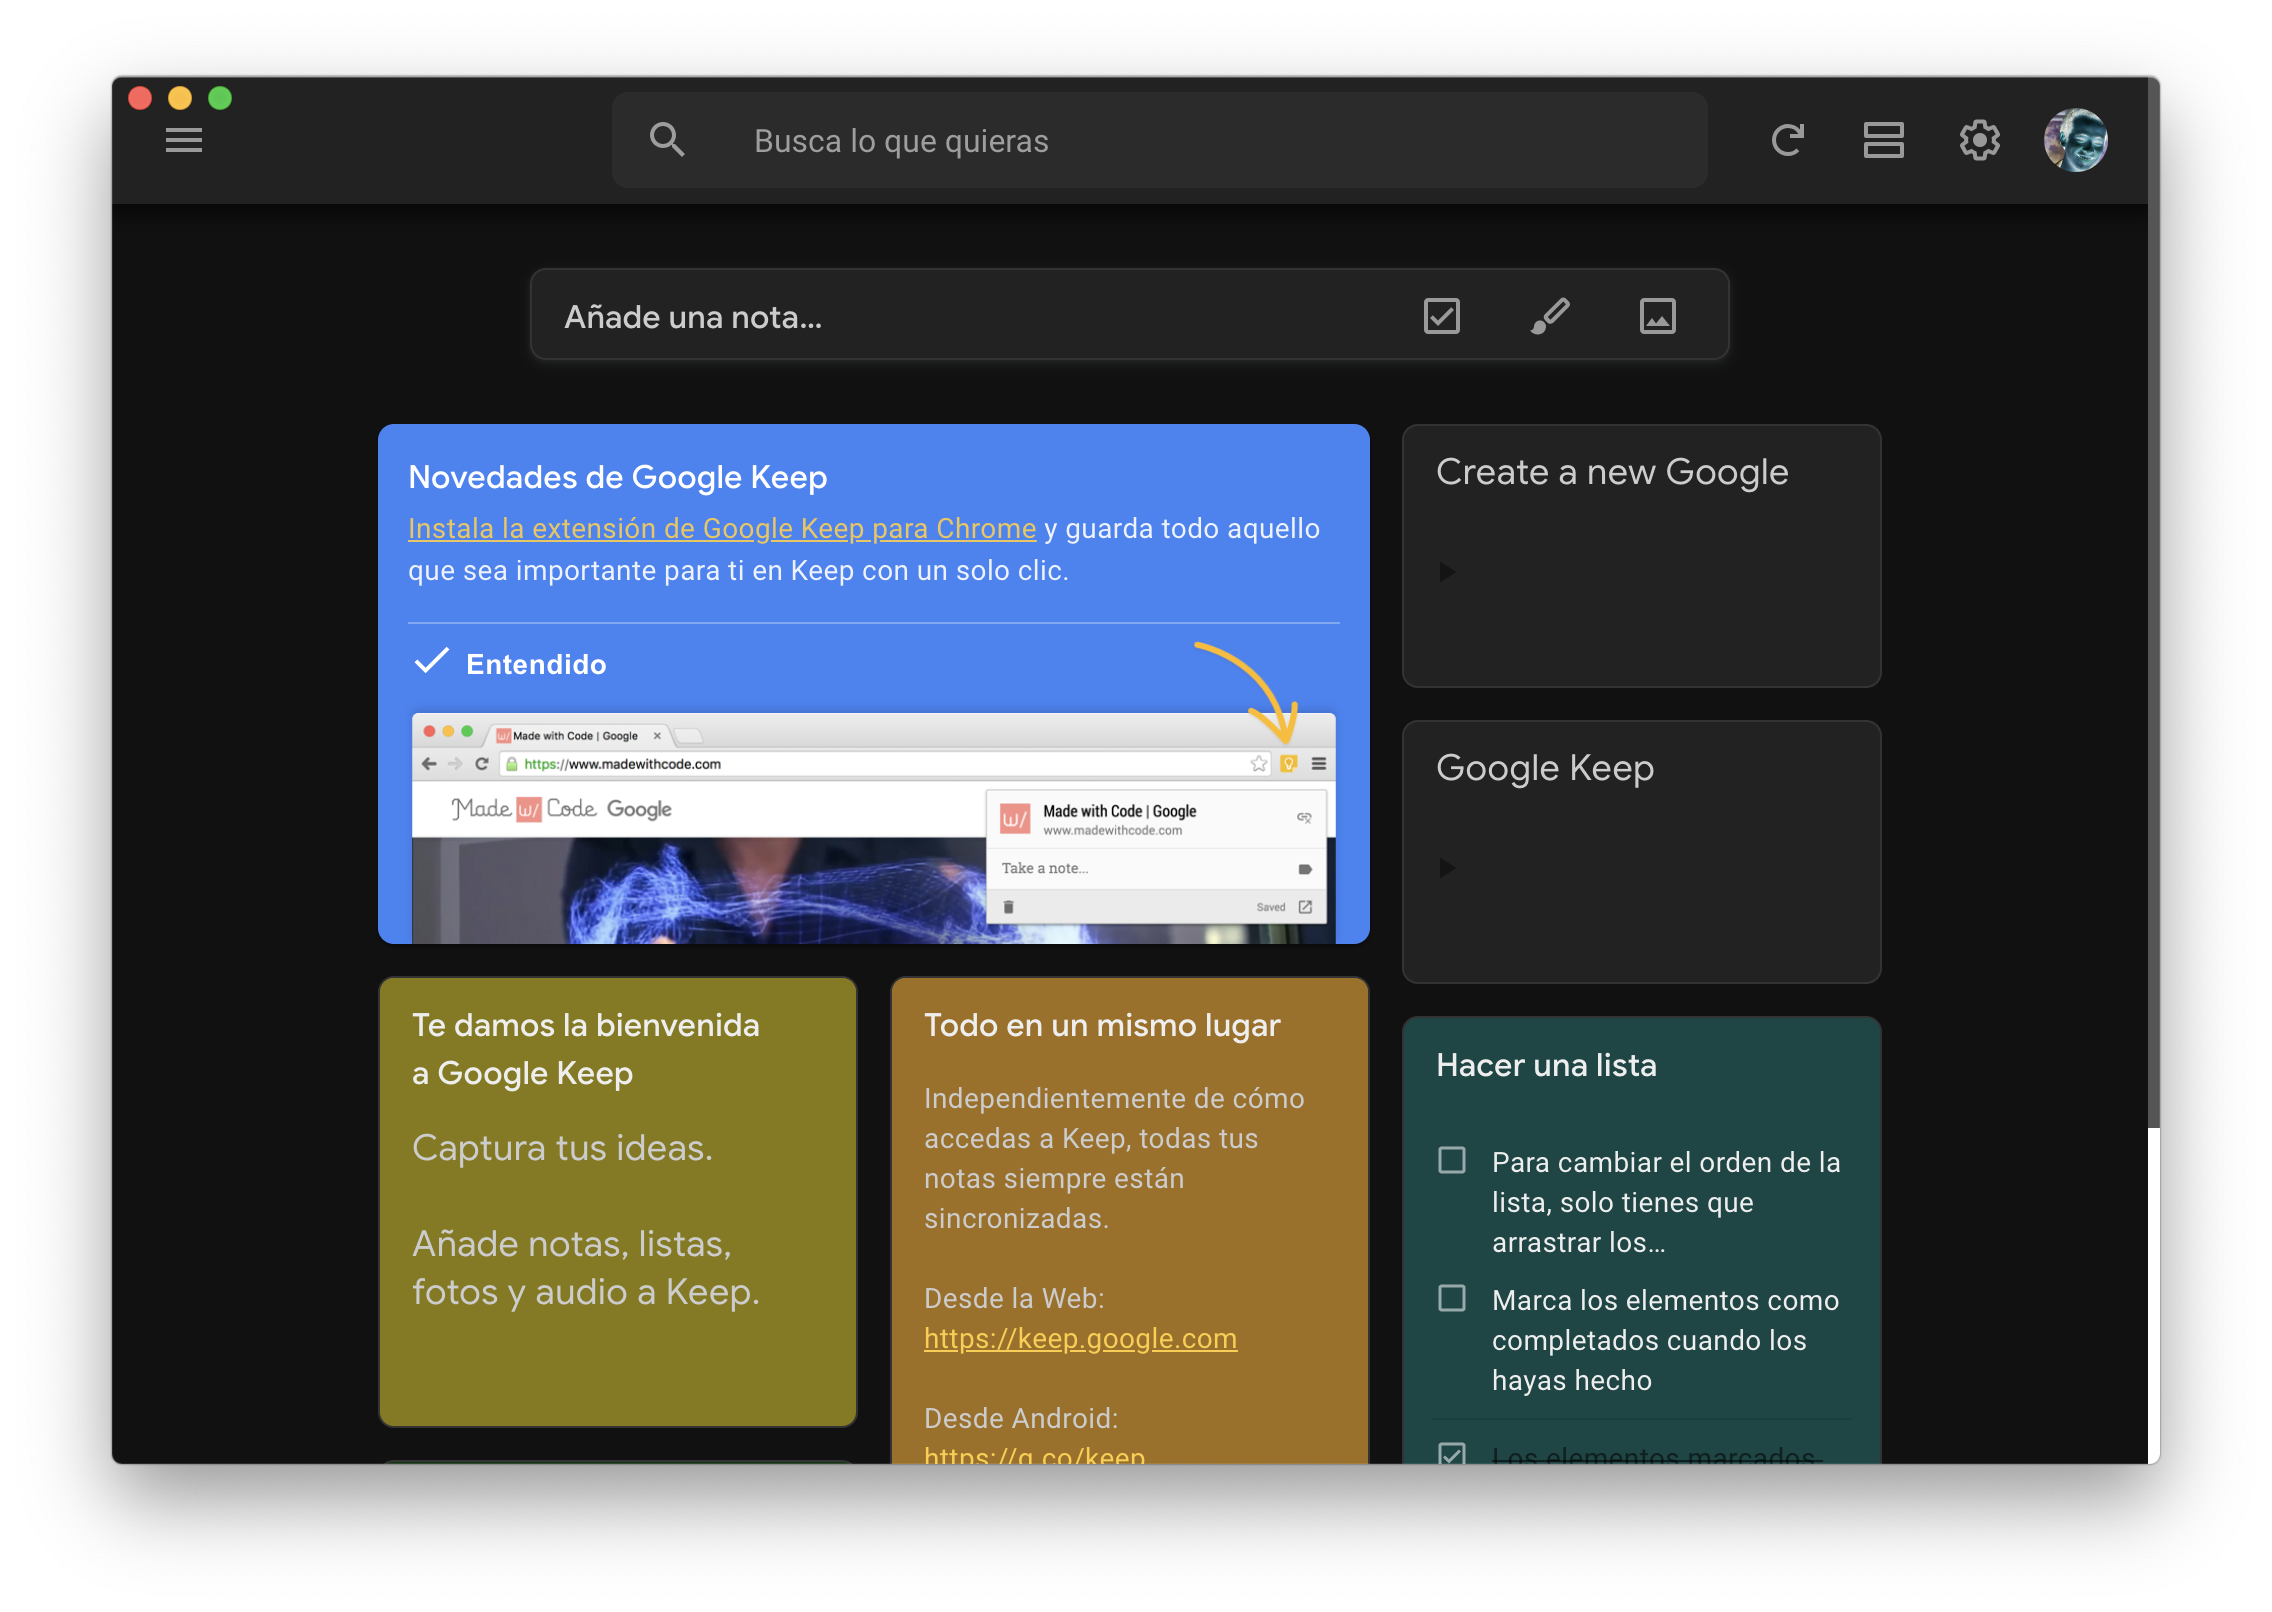 Busca lo que quieras
Añade una nota...
Novedades de Google Keep
Instala la extensión de Google Keep para Chrome y guarda todo aquello
que sea importante para ti en Keep con un solo clic.
Entendido
w/ Made with Code | Google
https://www.madewithcode.com
Made w/ Code Google
w/
Made with Code | Google
www.madewithcode.com
Take a note...
Saved
Create a new Google
Google Keep
Te damos la bienvenida
a Google Keep
Captura tus ideas.
Añade notas, listas,
fotos y audio a Keep.
Todo en un mismo lugar
Independientemente de cómo
accedas a Keep, todas tus
notas siempre están
sincronizadas.
Desde la Web:
https://keep.google.com
Desde Android:
https://g.co/keep
Hacer una lista
Para cambiar el orden de la
lista, solo tienes que
arrastrar los...
Marca los elementos como
completados cuando los
hayas hecho
Los elementos marcados